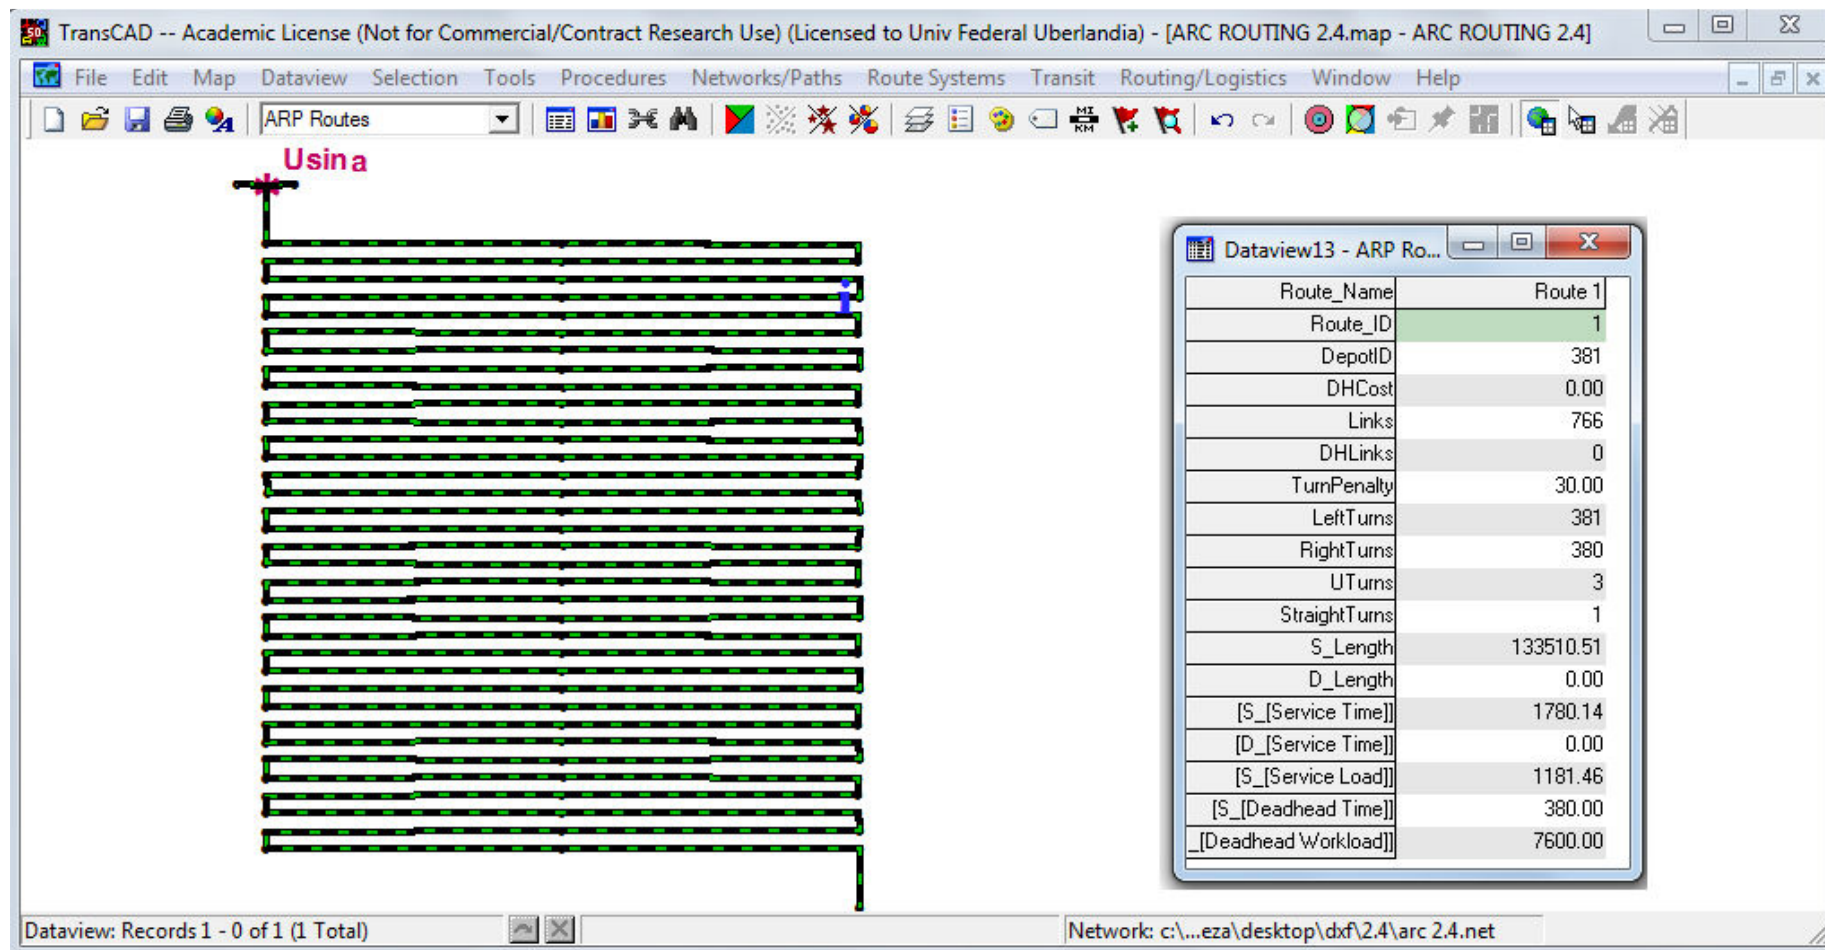 TransCAD -- Academic License (Not for Commercial/Contract Research Use) (Licensed to Univ Federal Uberlandia) - [ARC ROUTING 2.4.map - ARC ROUTING 2.4]
File Edit Map Dataview Selection Tools Procedures Networks/Paths Route Systems Transit Routing/Logistics Window Help
ARP Routes
MI
KM
Usina
i
Dataview13 - ARP Ro...
Route_Name Route 1
Route_ID 1
DepotID 381
DHCost 0.00
Links 766
DHLinks 0
TurnPenalty 30.00
LeftTurns 381
RightTurns 380
UTurns 3
StraightTurns 1
S_Length 133510.51
D_Length 0.00
[S_[Service Time]] 1780.14
[D_[Service Time]] 0.00
[S_[Service Load]] 1181.46
[S_[Deadhead Time]] 380.00
_[Deadhead Workload]] 7600.00
Dataview: Records 1 - 0 of 1 (1 Total)
Network: c:\...eza\desktop\dxf\2.4\arc 2.4.net